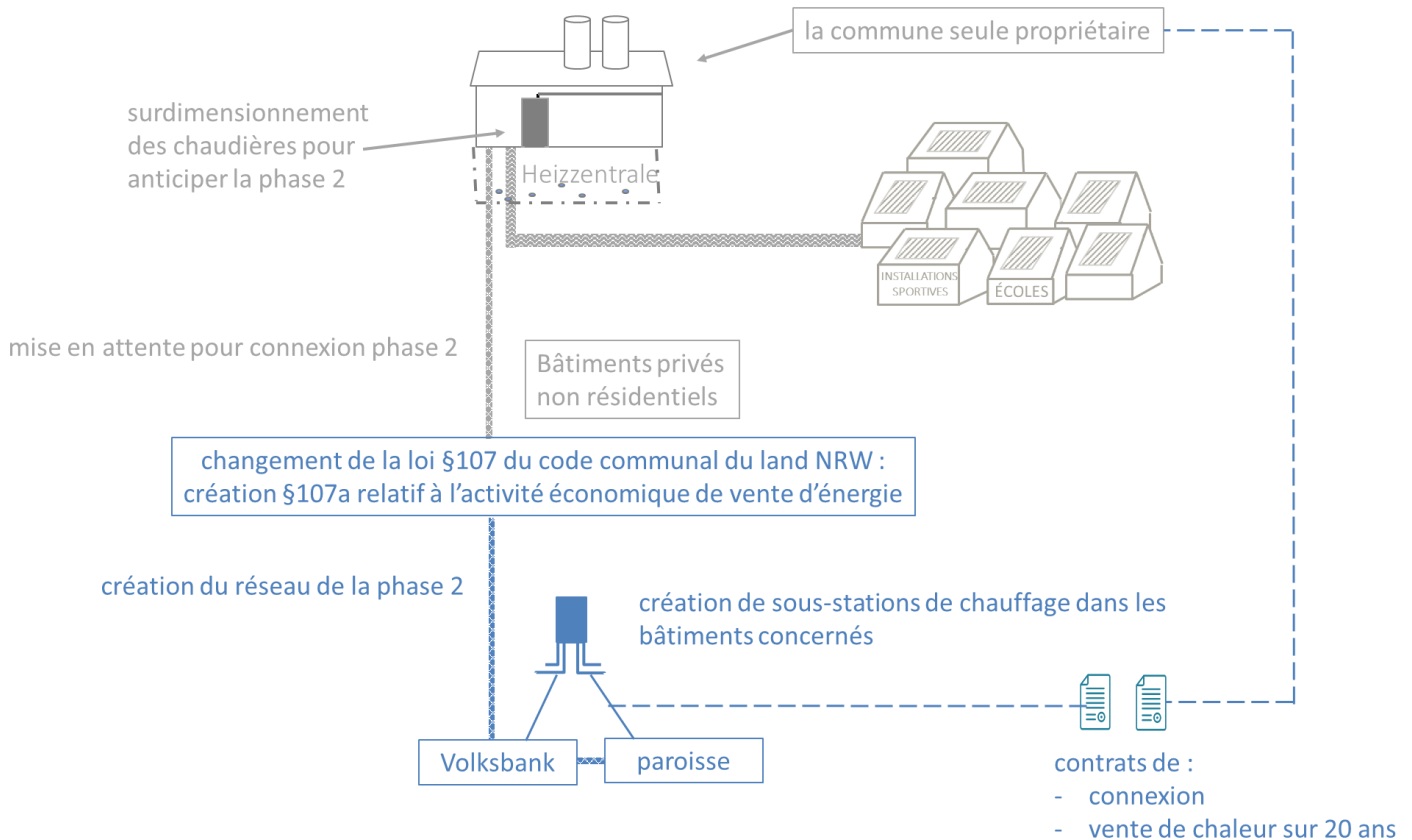 la commune seule propriétaire
surdimensionnement
des chaudières pour
anticiper la phase 2
Heizzentrale
INSTALLATIONS
SPORTIVES
ÉCOLES
mise en attente pour connexion phase 2
Bâtiments privés
non résidentiels
changement de la loi §107 du code communal du land NRW :
création §107a relatif à l’activité économique de vente d’énergie
création du réseau de la phase 2
création de sous-stations de chauffage dans les
bâtiments concernés
Volksbank
paroisse
contrats de :
- connexion
- vente de chaleur sur 20 ans